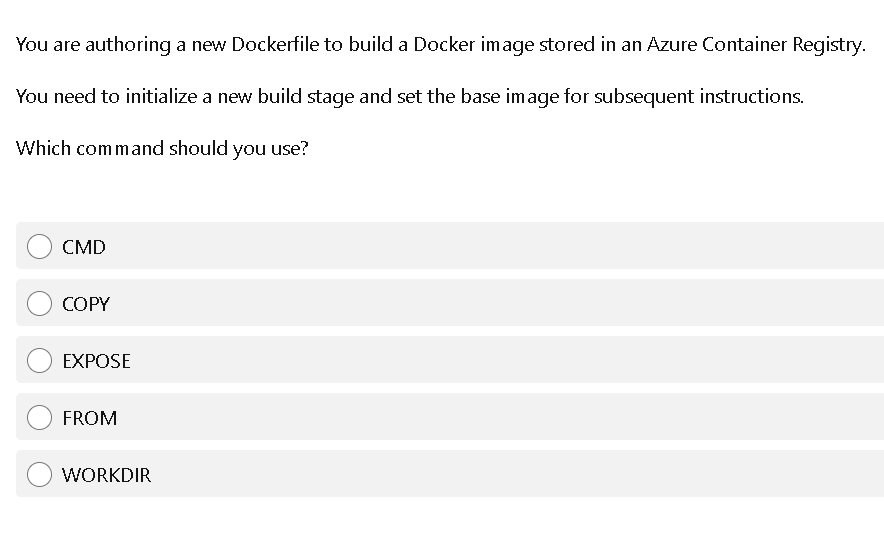 You are authoring a new Dockerfile to build a Docker image stored in an Azure Container Registry.
You need to initialize a new build stage and set the base image for subsequent instructions.
Which command should you use?
CMD
COPY
EXPOSE
FROM
WORKDIR